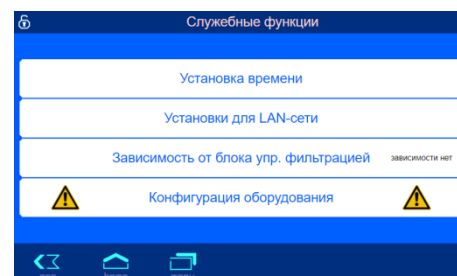 Служебные функции
Установка времени
Установки для LAN-сети
Зависимость от блока упр. фильтрацией зависимости нет
Конфигурация оборудования